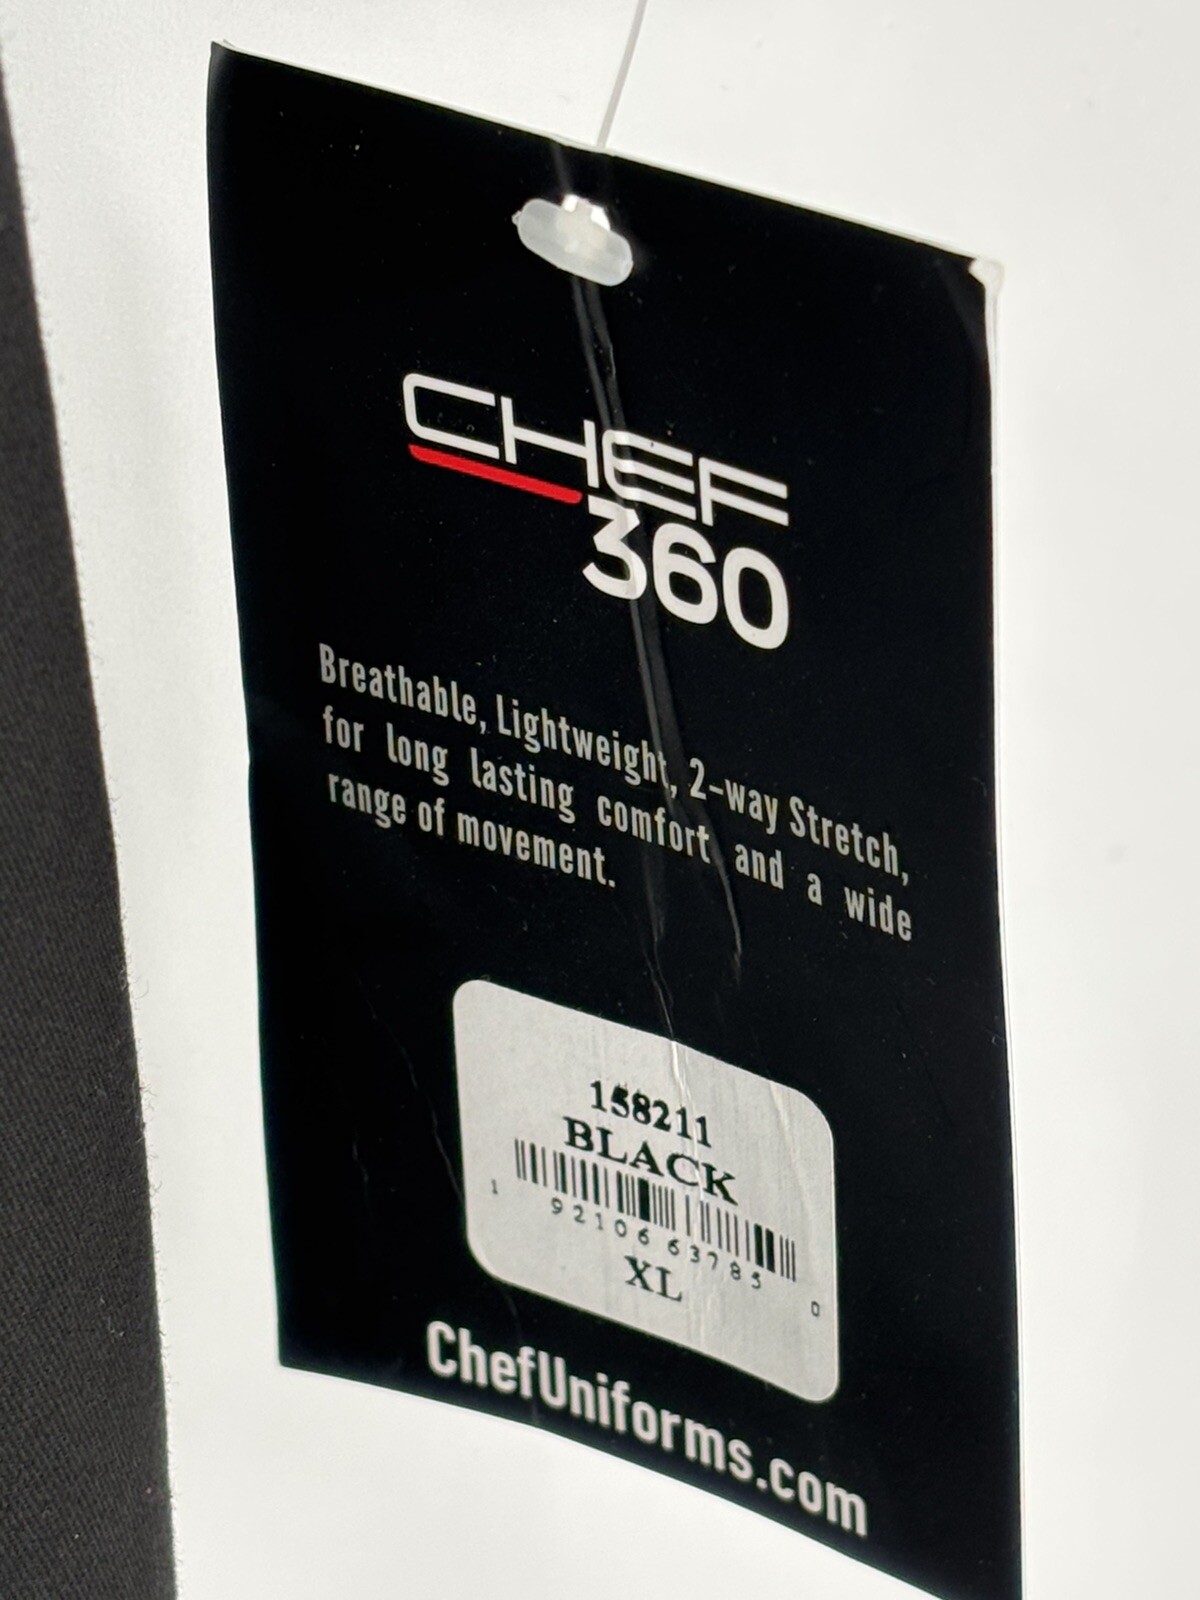 CHEF
360
Breathable, Lightweight, 2-way Stretch,
for long lasting comfort and a wide
range of movement.
158211
BLACK
1 92106 63785 0
XL
ChefUniforms.com